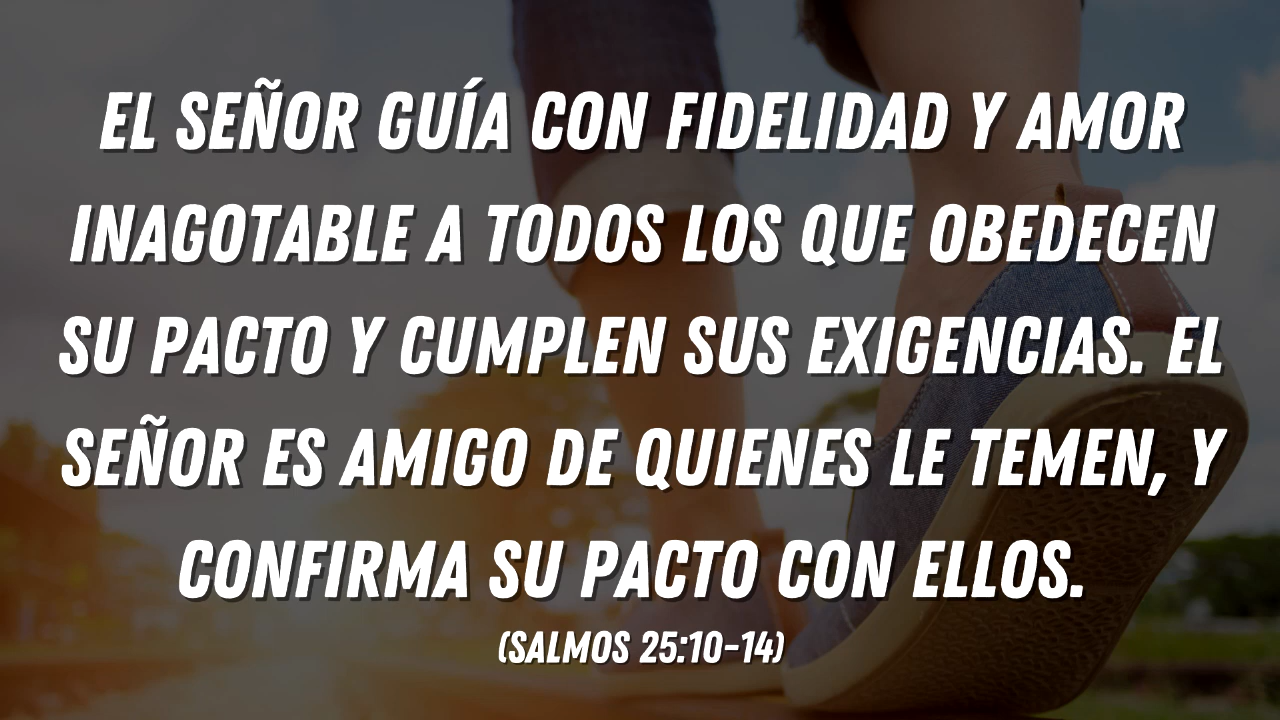 EL SEÑOR GUÍA CON FIDELIDAD Y AMOR
INAGOTABLE A TODOS LOS QUE OBEDECEN
SU PACTO Y CUMPLEN SUS EXIGENCIAS. EL
SEÑOR ES AMIGO DE QUIENES LE TEMEN, Y
CONFIRMA SU PACTO CON ELLOS.
(SALMOS 25:10-14)